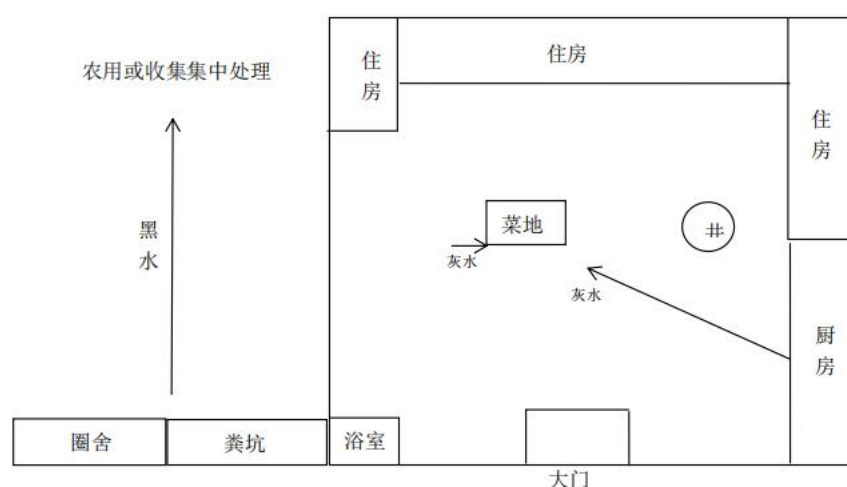 农用或收集集中处理
住房
住房
住房
黑水
菜地
井
灰水
灰水
厨房
圈舍
粪坑
浴室
大门